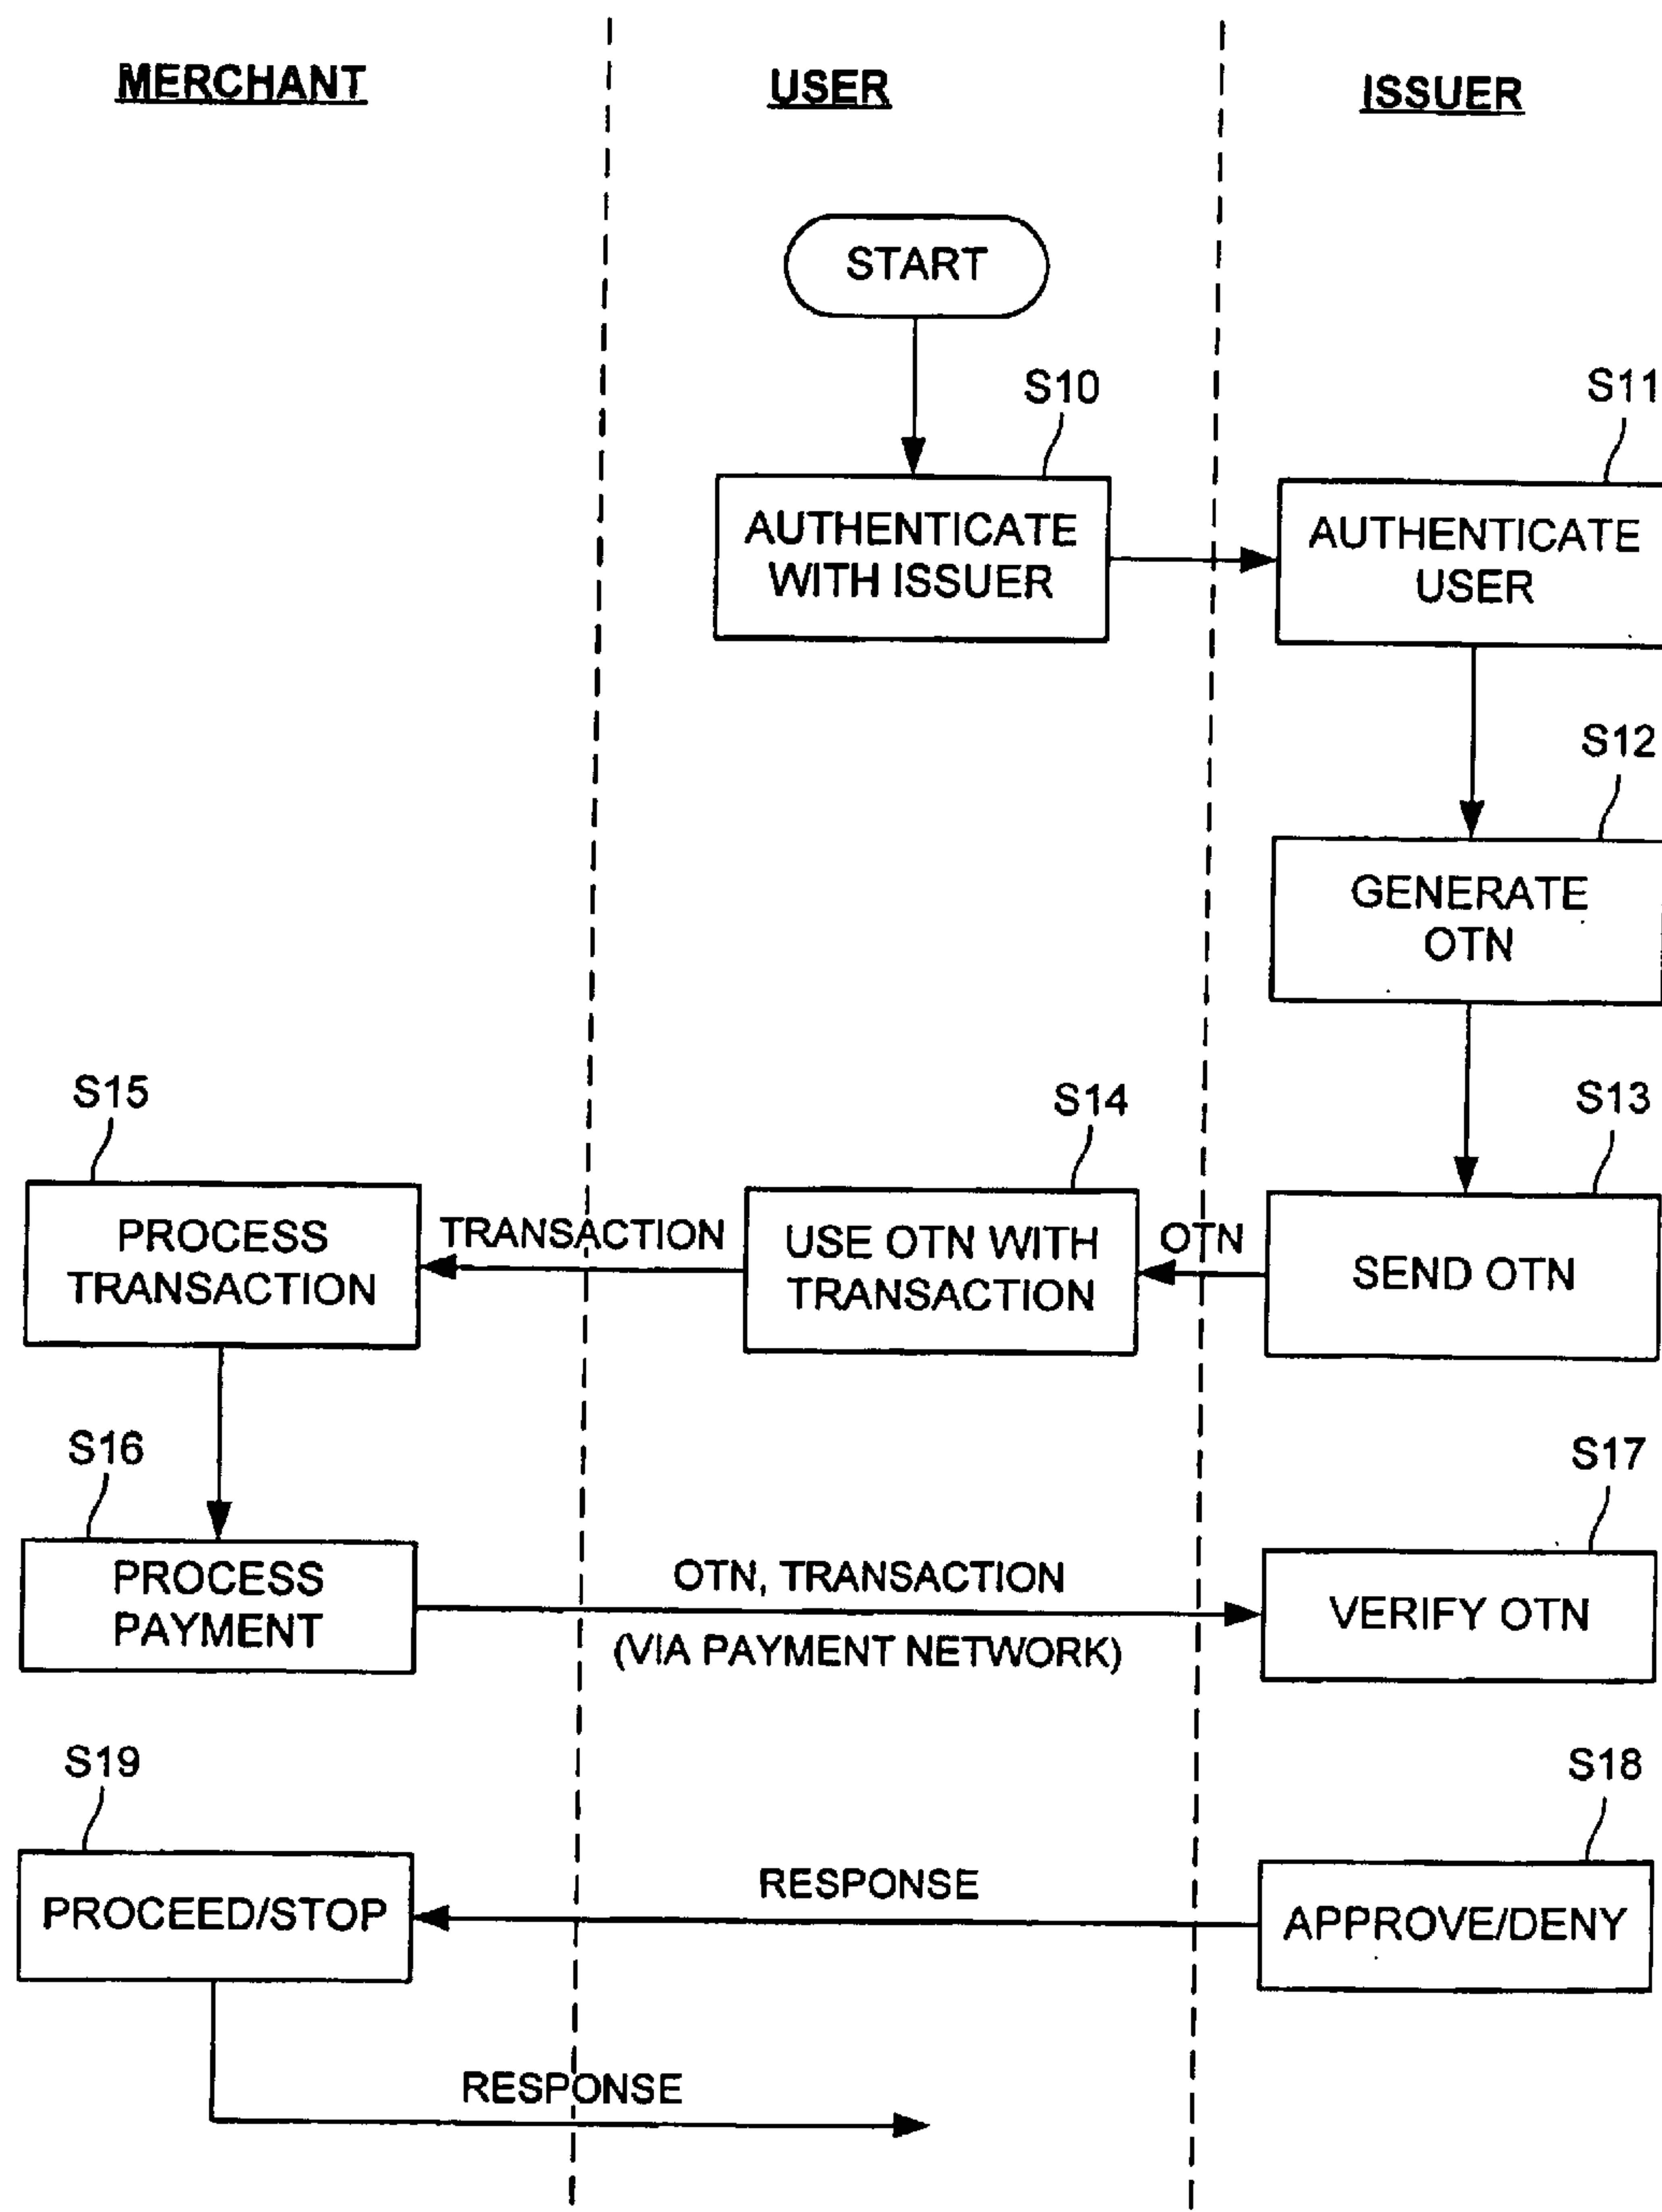 MERCHANT
USER
ISSUER
START
S10
S11
AUTHENTICATE
WITH ISSUER
AUTHENTICATE
USER
S12
GENERATE
OTN
S15
S14
S13
PROCESS
TRANSACTION
TRANSACTION
USE OTN WITH
TRANSACTION
OTN
SEND OTN
S16
S17
PROCESS
PAYMENT
OTN, TRANSACTION
(VIA PAYMENT NETWORK)
VERIFY OTN
S19
S18
PROCEED/STOP
RESPONSE
APPROVE/DENY
RESPONSE